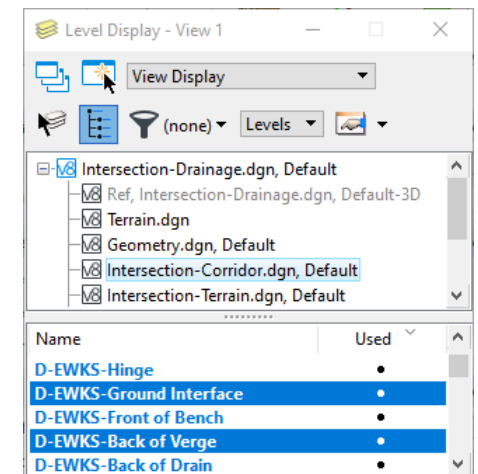 Level Display - View 1
View Display
(none) Levels
Intersection-Drainage.dgn, Default
Ref, Intersection-Drainage.dgn, Default-3D
Terrain.dgn
Geometry.dgn, Default
Intersection-Corridor.dgn, Default
Intersection-Terrain.dgn, Default
Name Used
D-EWKS-Hinge
D-EWKS-Ground Interface
D-EWKS-Front of Bench
D-EWKS-Back of Verge
D-EWKS-Back of Drain